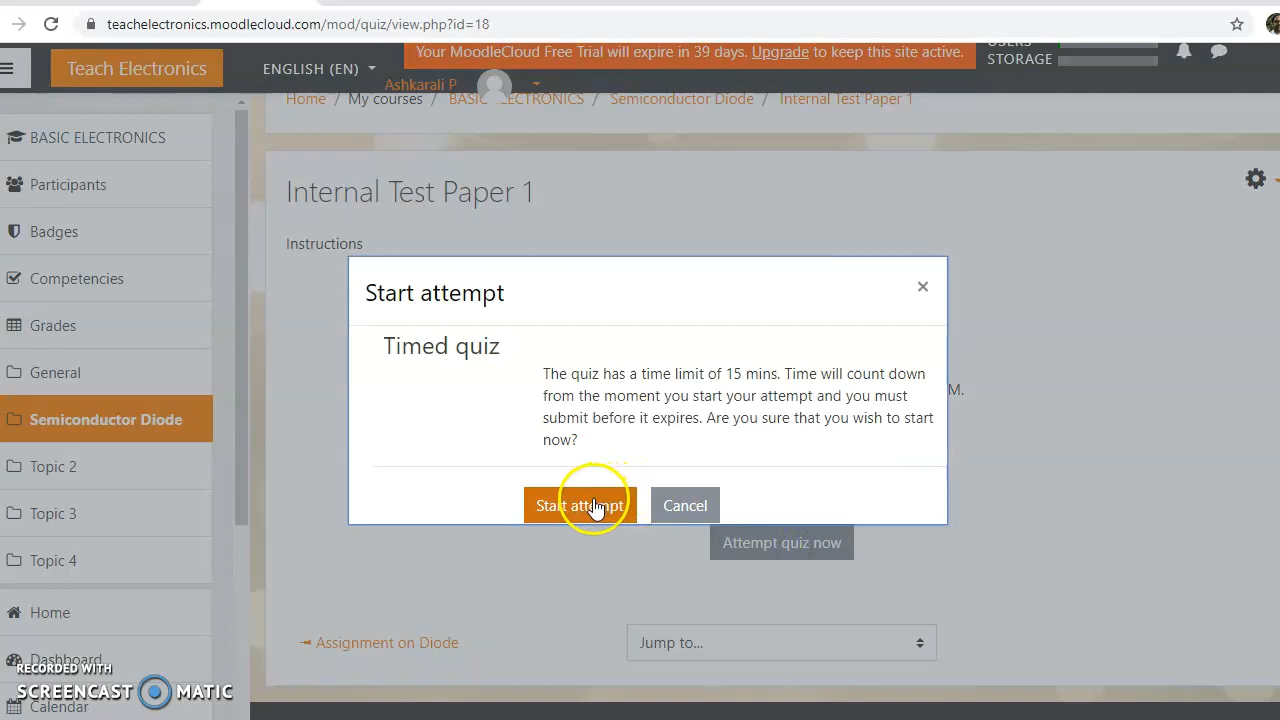 teachelectronics.moodlecloud.com/mod/quiz/view.php?id=18
Teach Electronics
ENGLISH (EN)
Your MoodleCloud Free Trial will expire in 39 days. Upgrade to keep this site active.
USERS
STORAGE
Ashkarali P
Home / My courses / BASIC ELECTRONICS / Semiconductor Diode / Internal Test Paper 1
BASIC ELECTRONICS
Participants
Badges
Competencies
Grades
General
Semiconductor Diode
Topic 2
Topic 3
Topic 4
Home
Dashboard
Calendar
Internal Test Paper 1
Instructions
M.
Start attempt
×
Timed quiz
The quiz has a time limit of 15 mins. Time will count down
from the moment you start your attempt and you must
submit before it expires. Are you sure that you wish to start
now?
Start attempt
Cancel
Attempt quiz now
Assignment on Diode
Jump to...
RECORDED WITH
SCREENCAST MATIC